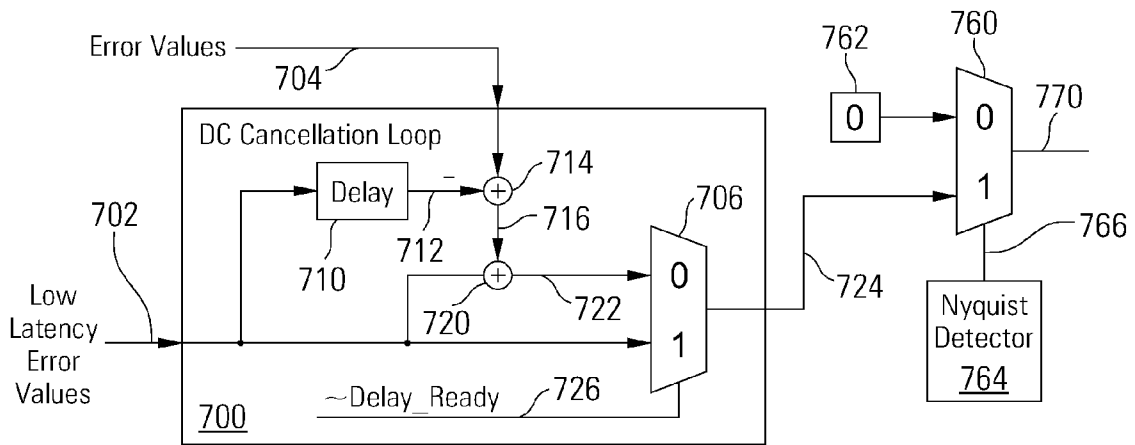 Error Values
704
762
760
0
0
770
DC Cancellation Loop
Delay
−
+
714
702
710
712
716
706
1
766
720
+
722
0
724
Low
Latency
Error
Values
1
Nyquist
Detector
764
~Delay_Ready
726
700